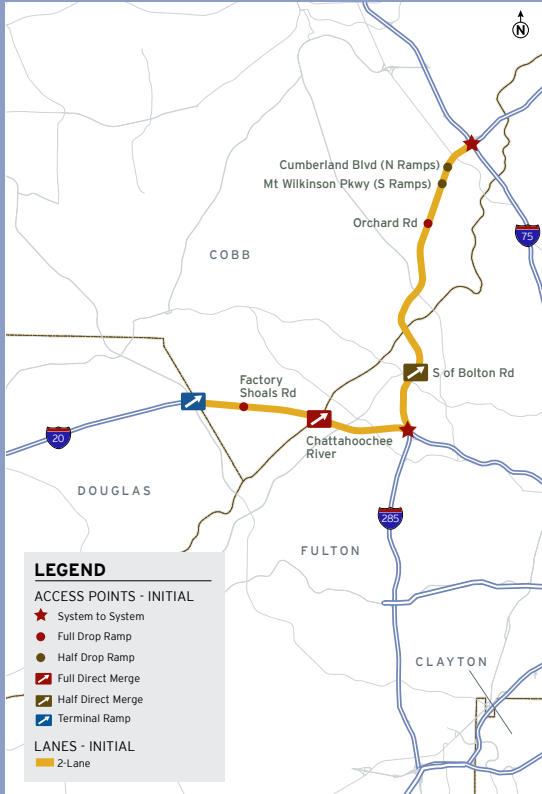 N
Cumberland Blvd (N Ramps)
Mt Wilkinson Pkwy (S Ramps)
Orchard Rd
75
COBB
S of Bolton Rd
Factory
Shoals Rd
Chattahoochee
River
20
DOUGLAS
285
FULTON
CLAYTON
LEGEND
ACCESS POINTS - INITIAL
System to System
Full Drop Ramp
Half Drop Ramp
Full Direct Merge
Half Direct Merge
Terminal Ramp
LANES - INITIAL
2-Lane